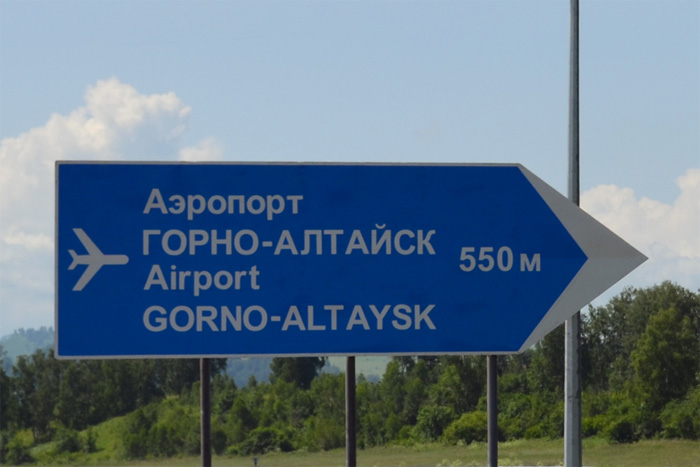 Аэропорт
ГОРНО-АЛТАЙСК
Airport
GORNO-ALTAYSK
550 м